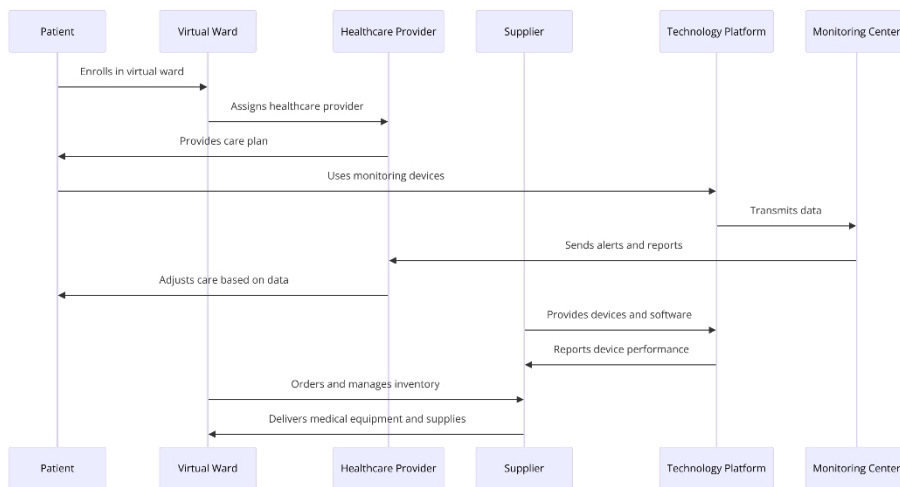 Patient
Virtual Ward
Healthcare Provider
Supplier
Technology Platform
Monitoring Center
Enrolls in virtual ward
Assigns healthcare provider
Provides care plan
Uses monitoring devices
Transmits data
Sends alerts and reports
Adjusts care based on data
Provides devices and software
Reports device performance
Orders and manages inventory
Delivers medical equipment and supplies
Patient
Virtual Ward
Healthcare Provider
Supplier
Technology Platform
Monitoring Center